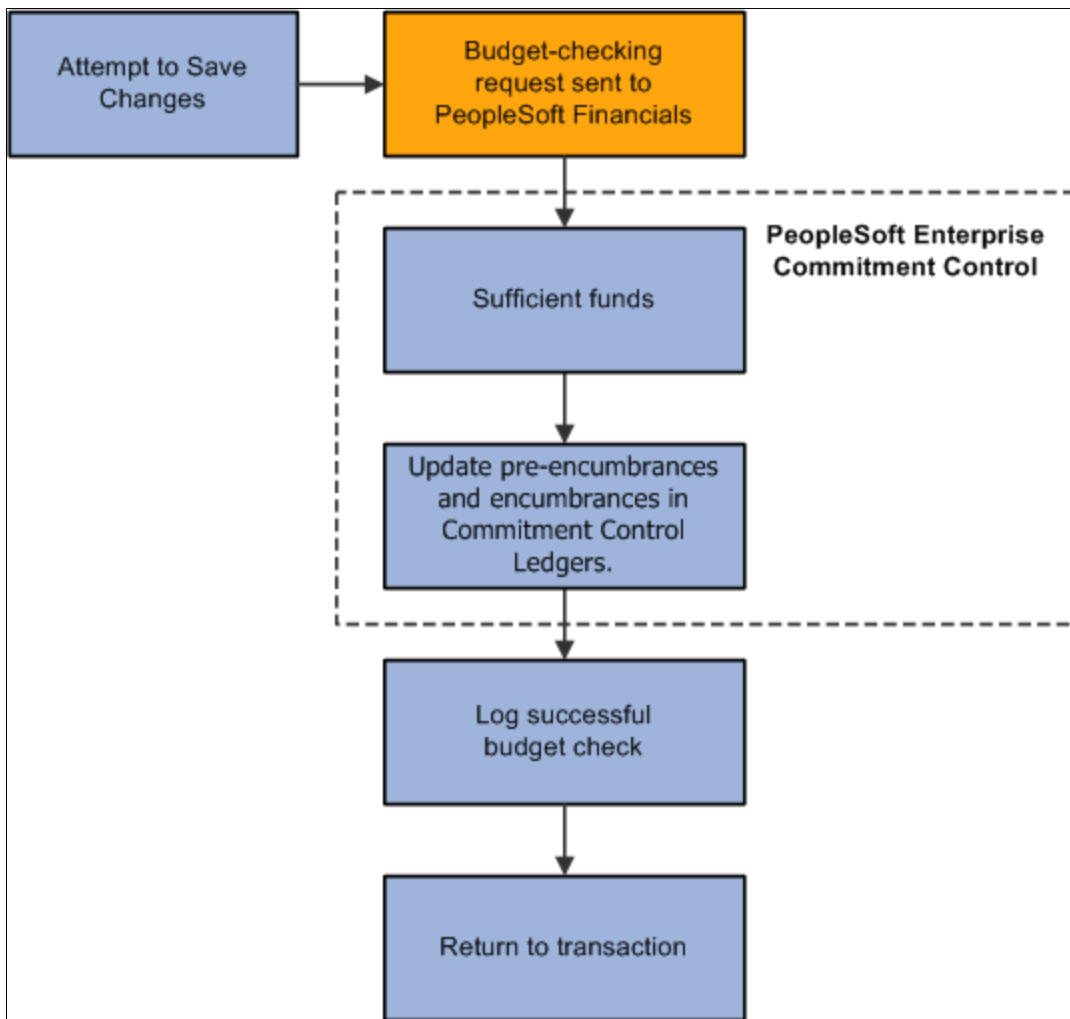 Attempt to Save
Changes
Budget-checking
request sent to
PeopleSoft Financials
PeopleSoft Enterprise
Commitment Control
Sufficient funds
Update pre-encumbrances
and encumbrances in
Commitment Control
Ledgers.
Log successful
budget check
Return to transaction